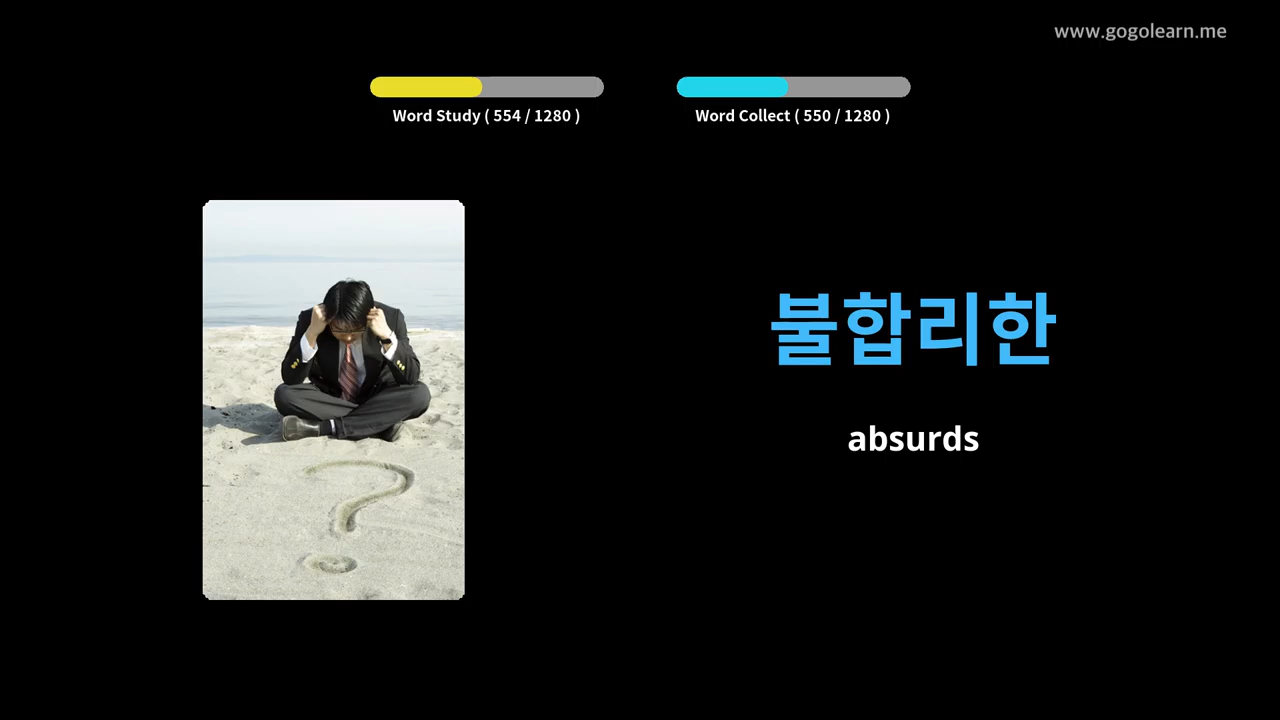 www.gogolearn.me
Word Study ( 554 / 1280 )
Word Collect ( 550 / 1280 )
불합리한
absurds
?